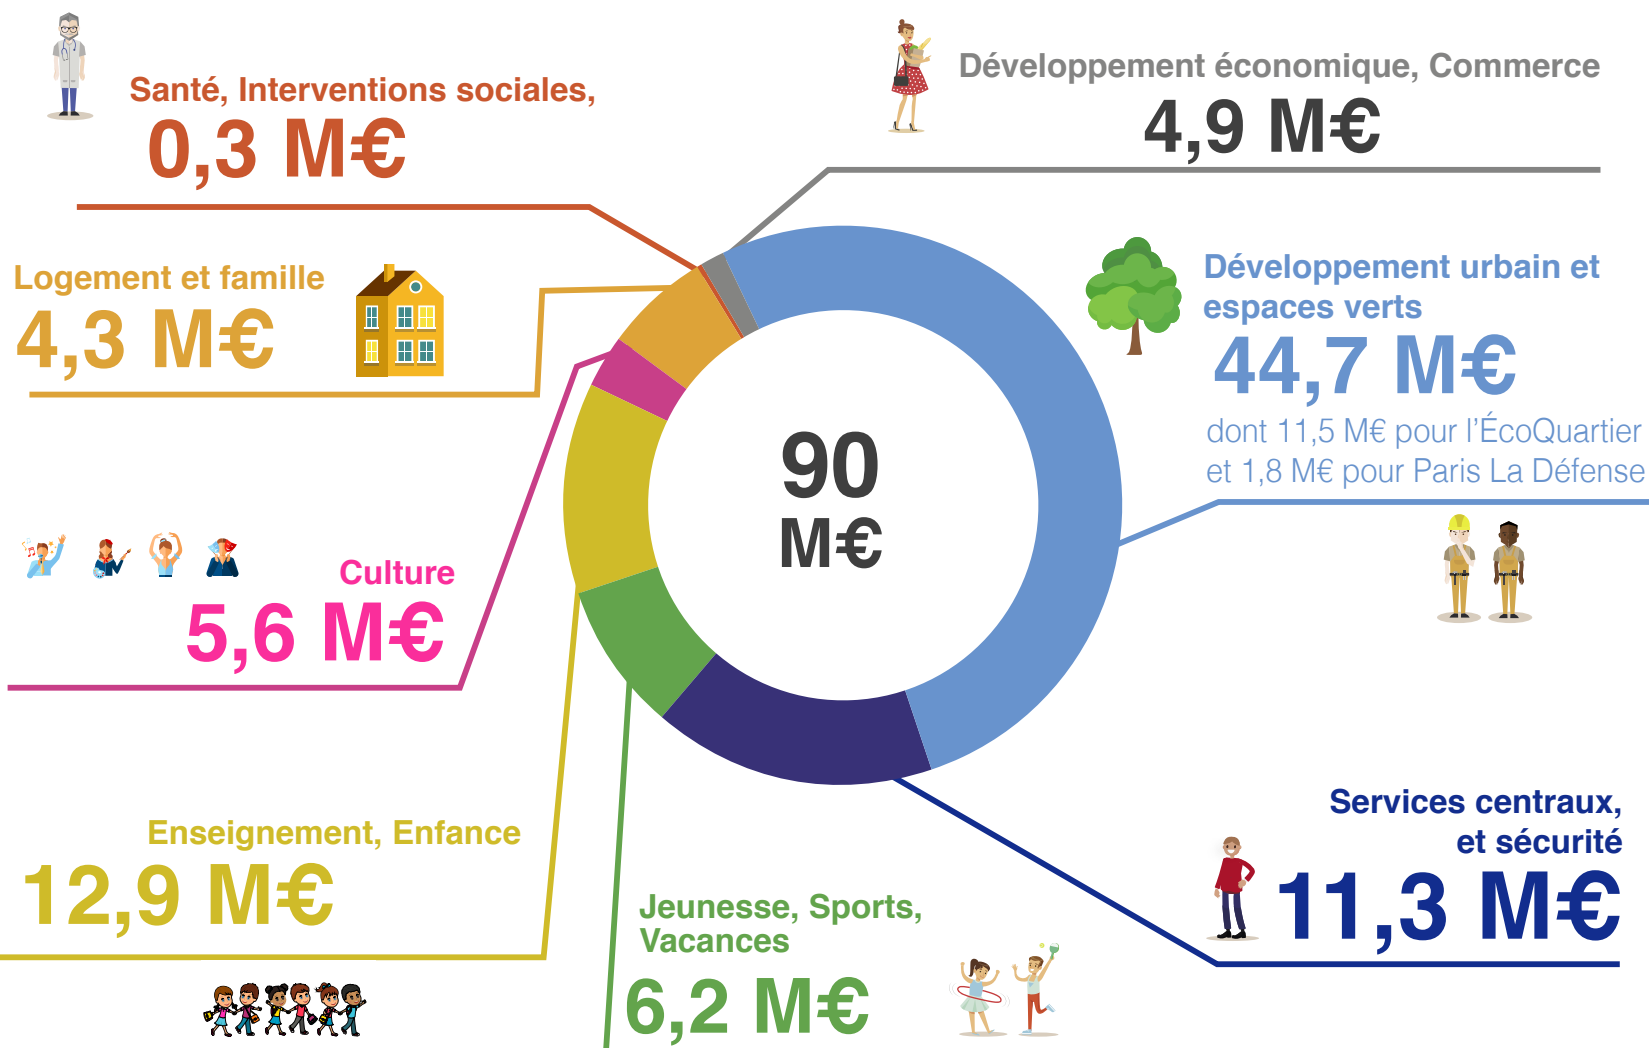 Santé, Interventions sociales,
0,3 M€
Développement économique, Commerce
4,9 M€
Logement et famille
4,3 M€
Développement urbain et
espaces verts
44,7 M€
dont 11,5 M€ pour l'ÉcoQuartier
et 1,8 M€ pour Paris La Défense
90
M€
Culture
5,6 M€
Enseignement, Enfance
12,9 M€
Jeunesse, Sports,
Vacances
6,2 M€
Services centraux,
et sécurité
11,3 M€